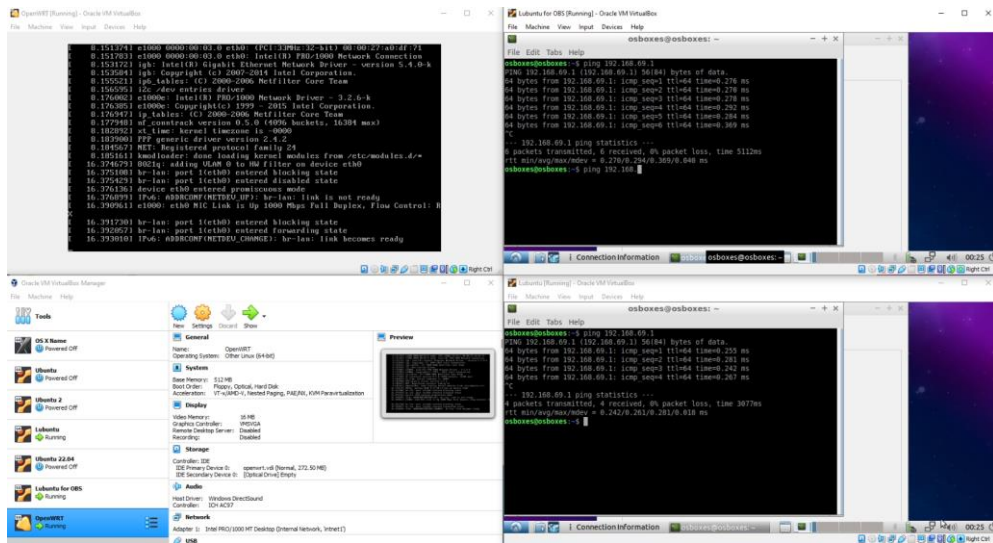 OpenWRT [Running] - Oracle VM VirtualBox
File Machine View Input Devices Help
[ 0.151374] e1000 0000:00:03.0 eth0: (PCI:33MHz:32-bit) 08:00:27:a0:df:71
[ 0.151783] e1000 0000:00:03.0 eth0: Intel(R) PRO/1000 Network Connection
[ 0.153172] igb: Intel(R) Gigabit Ethernet Network Driver - version 5.4.0-k
[ 0.153504] igb: Copyright (c) 2007-2014 Intel Corporation.
[ 0.155521] ip6_tables: (C) 2000-2006 Netfilter Core Team
[ 0.156595] i2c /dev entries driver
[ 0.176002] e1000e: Intel(R) PRO/1000 Network Driver - 3.2.6-k
[ 0.176385] e1000e: Copyright(c) 1999 - 2015 Intel Corporation.
[ 0.176947] ip_tables: (C) 2000-2006 Netfilter Core Team
[ 0.177940] nf_conntrack version 0.5.0 (4096 buckets, 16384 max)
[ 0.182892] xt_time: kernel timezone is -0000
[ 0.183900] PPP generic driver version 2.4.2
[ 0.184567] NET: Registered protocol family 24
[ 0.185161] kmodloader: done loading kernel modules from /etc/modules.d/*
[ 16.374679] 8021q: adding VLAN 0 to HW filter on device eth0
[ 16.375108] br-lan: port 1(eth0) entered blocking state
[ 16.375429] br-lan: port 1(eth0) entered disabled state
[ 16.376136] device eth0 entered promiscuous mode
[ 16.376899] IPv6: ADDRCONF(NETDEV_UP): br-lan: link is not ready
[ 16.390961] e1000: eth0 NIC Link is Up 1000 Mbps Full Duplex, Flow Control: R
X
[ 16.391730] br-lan: port 1(eth0) entered blocking state
[ 16.392057] br-lan: port 1(eth0) entered forwarding state
[ 16.393010] IPv6: ADDRCONF(NETDEV_CHANGE): br-lan: link becomes ready
Right Ctrl
Lubuntu for OBS [Running] - Oracle VM VirtualBox
File Machine View Input Devices Help
osboxes@osboxes: ~
File Edit Tabs Help
osboxes@osboxes:~$ ping 192.168.69.1
PING 192.168.69.1 (192.168.69.1) 56(84) bytes of data.
64 bytes from 192.168.69.1: icmp_seq=1 ttl=64 time=0.276 ms
64 bytes from 192.168.69.1: icmp_seq=2 ttl=64 time=0.270 ms
64 bytes from 192.168.69.1: icmp_seq=3 ttl=64 time=0.278 ms
64 bytes from 192.168.69.1: icmp_seq=4 ttl=64 time=0.292 ms
64 bytes from 192.168.69.1: icmp_seq=5 ttl=64 time=0.284 ms
64 bytes from 192.168.69.1: icmp_seq=6 ttl=64 time=0.369 ms
^C
--- 192.168.69.1 ping statistics ---
6 packets transmitted, 6 received, 0% packet loss, time 5112ms
rtt min/avg/max/mdev = 0.270/0.294/0.369/0.040 ms
osboxes@osboxes:~$ ping 192.168.
Connection Information
osboxes@osboxes: ~
00:25
Right Ctrl
Oracle VM VirtualBox Manager
File Machine Help
Tools
New Settings Discard Show
OS X Name
Powered Off
Ubuntu
Powered Off
Ubuntu 2
Powered Off
Lubuntu
Running
Ubuntu 22.04
Powered Off
Lubuntu for OBS
Running
OpenWRT
Running
General
Name: OpenWRT
Operating System: Other Linux (64-bit)
System
Base Memory: 512 MB
Boot Order: Floppy, Optical, Hard Disk
Acceleration: VT-x/AMD-V, Nested Paging, PAE/NX, KVM Paravirtualization
Display
Video Memory: 16 MB
Graphics Controller: VMSVGA
Remote Desktop Server: Disabled
Recording: Disabled
Storage
Controller: IDE
IDE Primary Device 0: openwrt.vdi (Normal, 272.50 MB)
IDE Secondary Device 0: [Optical Drive] Empty
Audio
Host Driver: Windows DirectSound
Controller: ICH AC97
Network
Adapter 1: Intel PRO/1000 MT Desktop (Internal Network, 'intnet1')
USB
Preview
Lubuntu [Running] - Oracle VM VirtualBox
File Machine View Input Devices Help
osboxes@osboxes: ~
File Edit Tabs Help
osboxes@osboxes:~$ ping 192.168.69.1
PING 192.168.69.1 (192.168.69.1) 56(84) bytes of data.
64 bytes from 192.168.69.1: icmp_seq=1 ttl=64 time=0.255 ms
64 bytes from 192.168.69.1: icmp_seq=2 ttl=64 time=0.281 ms
64 bytes from 192.168.69.1: icmp_seq=3 ttl=64 time=0.242 ms
64 bytes from 192.168.69.1: icmp_seq=4 ttl=64 time=0.267 ms
^C
--- 192.168.69.1 ping statistics ---
4 packets transmitted, 4 received, 0% packet loss, time 3077ms
rtt min/avg/max/mdev = 0.242/0.261/0.281/0.018 ms
osboxes@osboxes:~$
Connection Information
osboxes@osboxes: ~
00:25
Right Ctrl